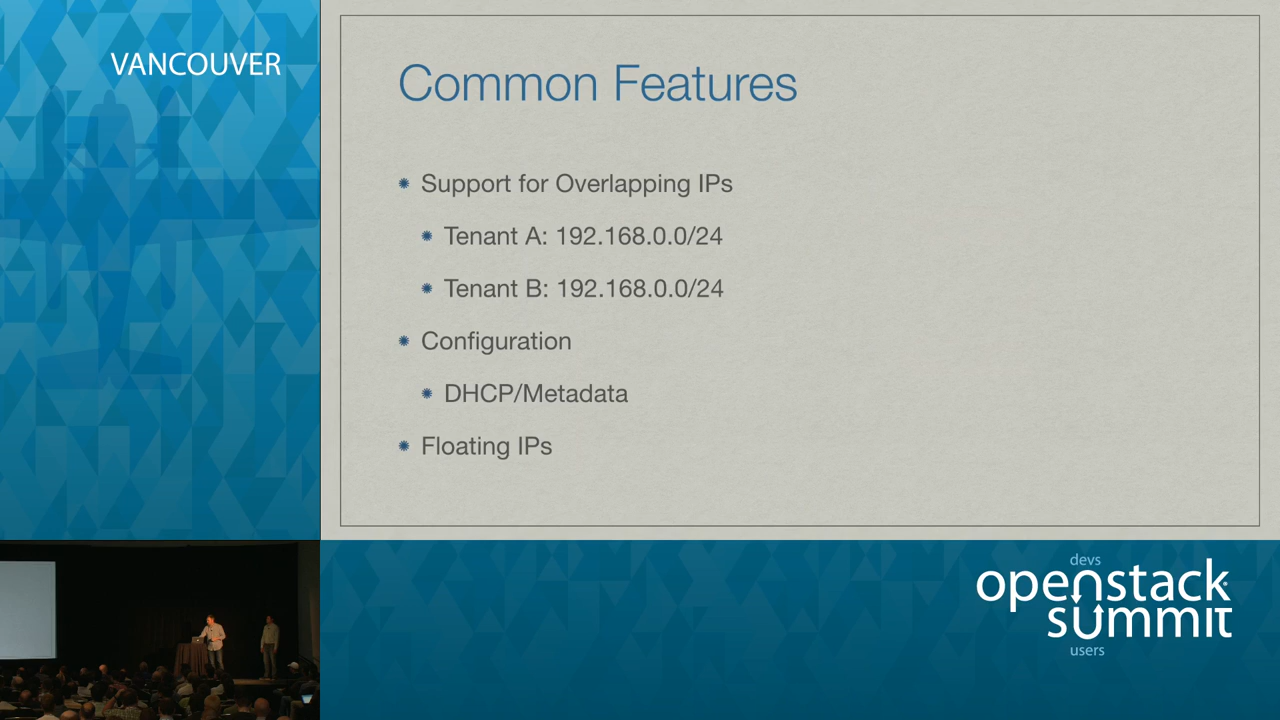 VANCOUVER
Common Features
Support for Overlapping IPs
Tenant A: 192.168.0.0/24
Tenant B: 192.168.0.0/24
Configuration
DHCP/Metadata
Floating IPs
devs
openstack
summit
users